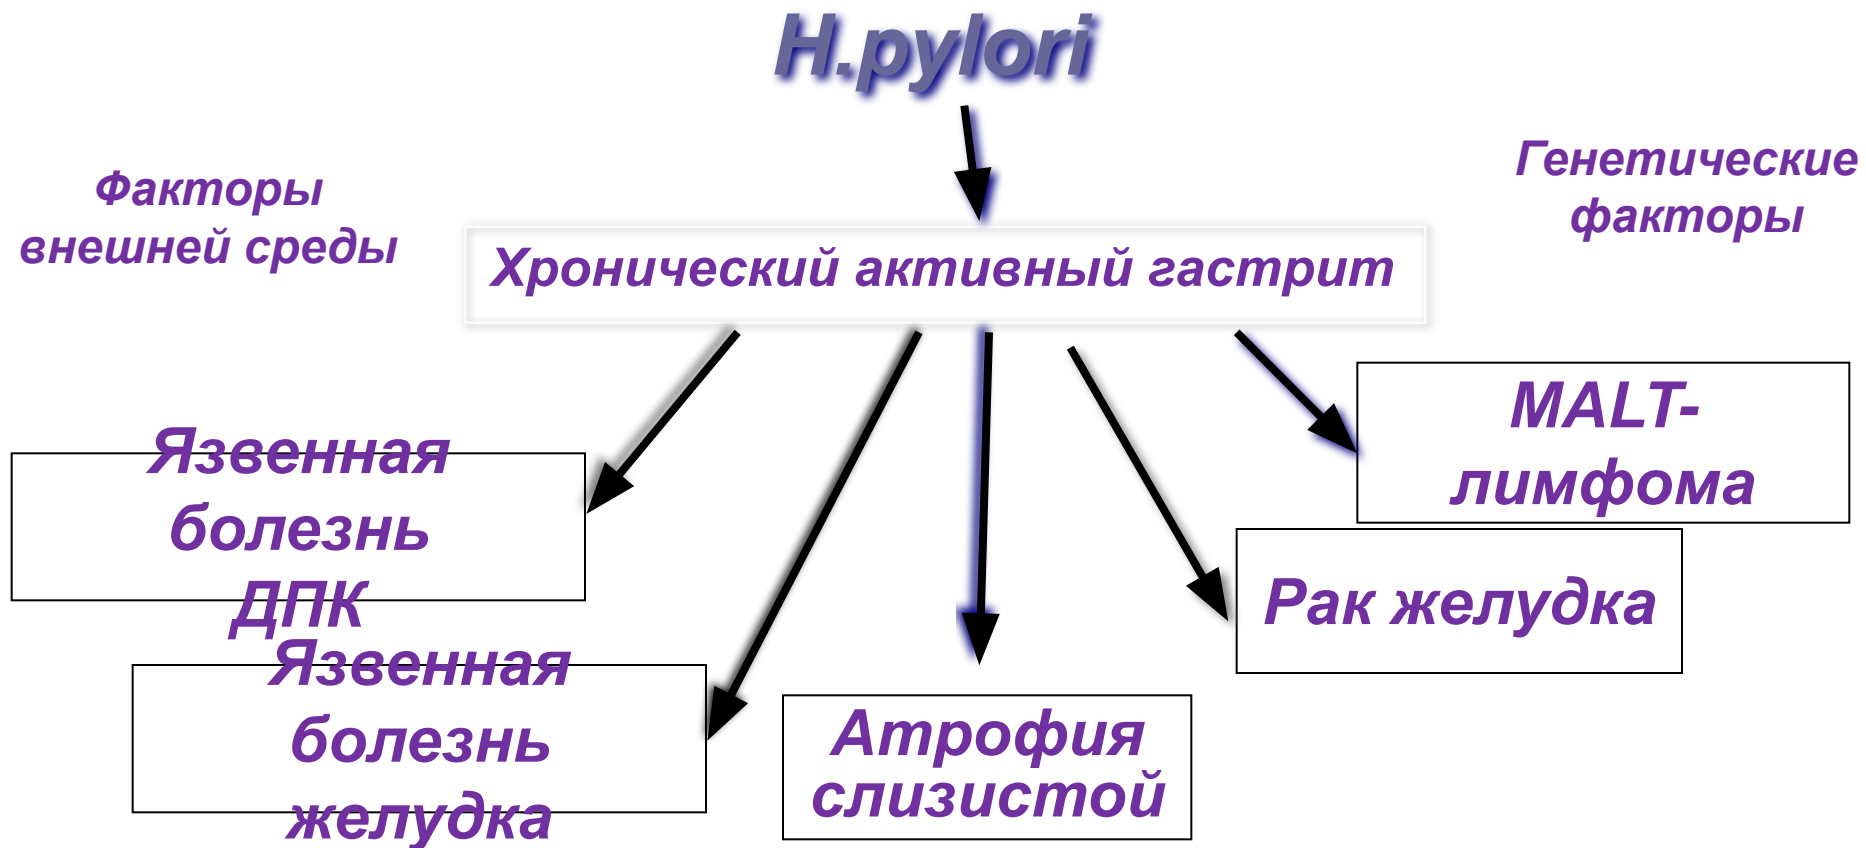 H.pylori
Факторы
внешней среды
Генетические
факторы
Хронический активный гастрит
MALT-
лимфома
Язвенная
болезнь
ДПК
Рак желудка
Язвенная
болезнь
желудка
Атрофия
слизистой